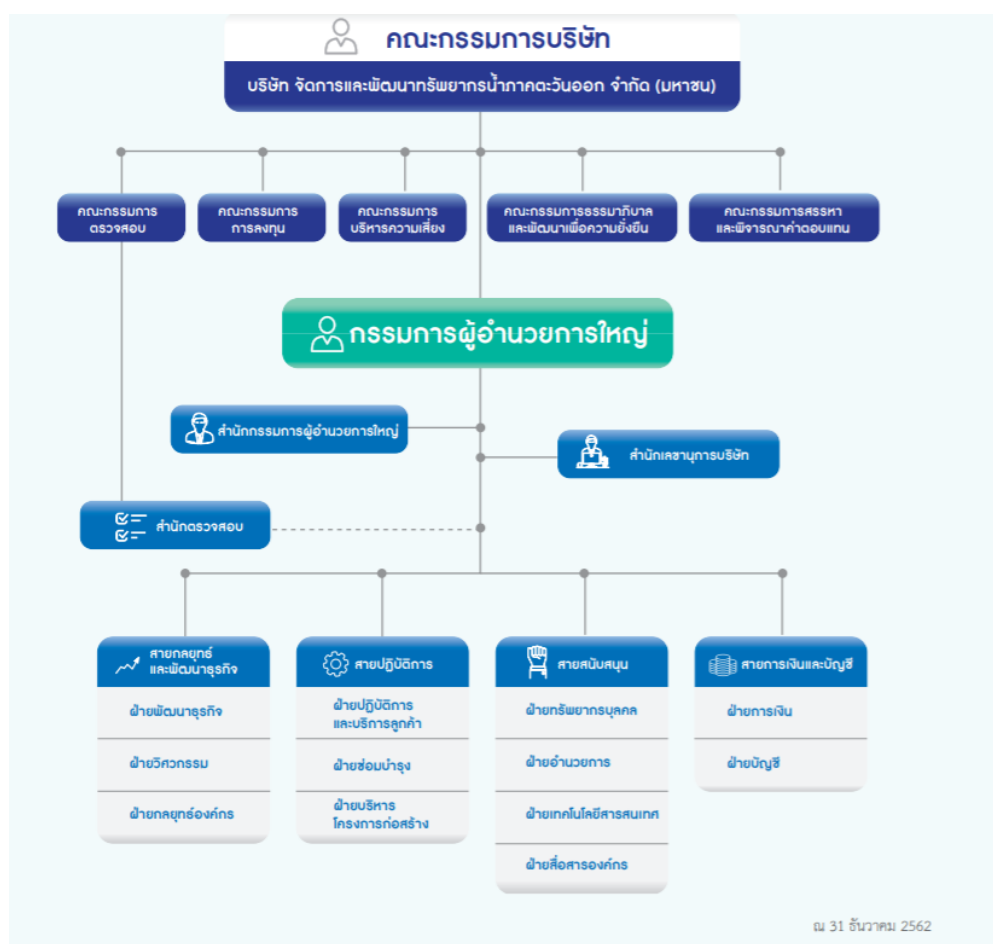 คณะกรรมการบริษัท
บริษัท จัดการและพัฒนาทรัพยากรน้ำภาคตะวันออก จำกัด (มหาชน)
คณะกรรมการ
ตรวจสอบ
คณะกรรมการ
การลงทุน
คณะกรรมการ
บริหารความเสี่ยง
คณะกรรมการธรรมาภิบาล
และพัฒนาเพื่อความยั่งยืน
คณะกรรมการสรรหา
และพิจารณาค่าตอบแทน
กรรมการผู้อำนวยการใหญ่
สำนักกรรมการผู้อำนวยการใหญ่
สำนักเลขานุการบริษัท
สำนักตรวจสอบ
สายกลยุทธ์
และพัฒนาธุรกิจ
ฝ่ายพัฒนาธุรกิจ
ฝ่ายวิศวกรรม
ฝ่ายกลยุทธ์องค์กร
สายปฏิบัติการ
ฝ่ายปฏิบัติการ
และบริการลูกค้า
ฝ่ายซ่อมบำรุง
ฝ่ายบริหาร
โครงการก่อสร้าง
สายสนับสนุน
ฝ่ายทรัพยากรบุคคล
ฝ่ายอำนวยการ
ฝ่ายเทคโนโลยีสารสนเทศ
ฝ่ายสื่อสารองค์กร
สายการเงินและบัญชี
ฝ่ายการเงิน
ฝ่ายบัญชี
ณ 31 ธันวาคม 2562